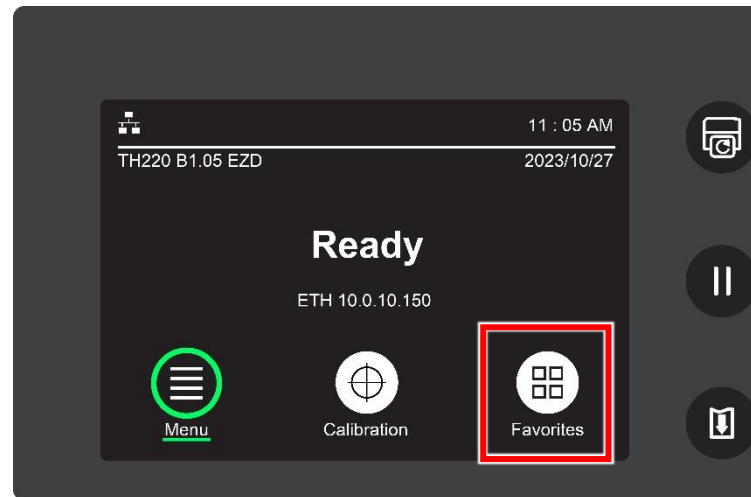 11 : 05 AM
TH220 B1.05 EZD
2023/10/27
Ready
ETH 10.0.10.150
Menu
Calibration
Favorites